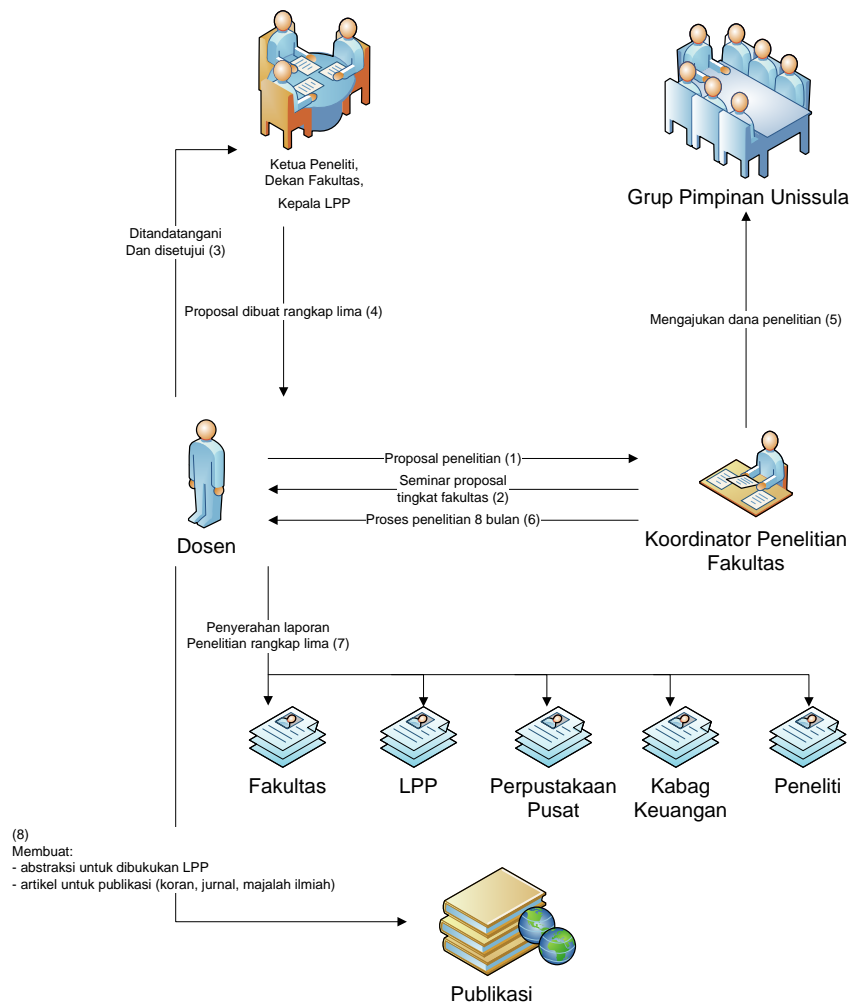 Ketua Peneliti,
Dekan Fakultas,
Kepala LPP
Grup Pimpinan Unissula
Ditandatangani
Dan disetujui (3)
Proposal dibuat rangkap lima (4)
Mengajukan dana penelitian (5)
Proposal penelitian (1)
Seminar proposal
tingkat fakultas (2)
Proses penelitian 8 bulan (6)
Dosen
Koordinator Penelitian
Fakultas
Penyerahan laporan
Penelitian rangkap lima (7)
Fakultas
LPP
Perpustakaan
Pusat
Kabag
Keuangan
Peneliti
(8)
Membuat:
- abstraksi untuk dibukukan LPP
- artikel untuk publikasi (koran, jurnal, majalah ilmiah)
Publikasi